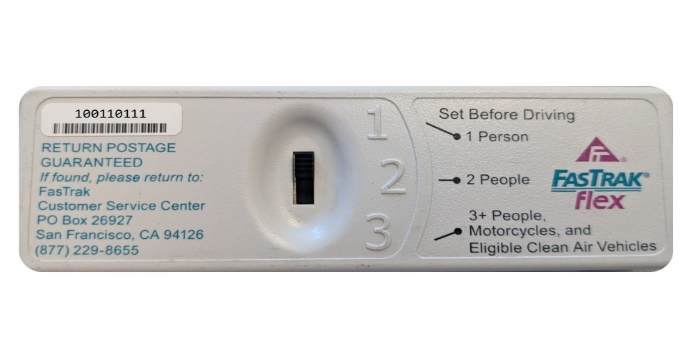 100110111
RETURN POSTAGE
GUARANTEED
If found, please return to:
FasTrak
Customer Service Center
PO Box 26927
San Francisco, CA 94126
(877) 229-8655
1
2
3
Set Before Driving
1 Person
2 People
3+ People,
Motorcycles, and
Eligible Clean Air Vehicles
FT
FASTRAK®
flex